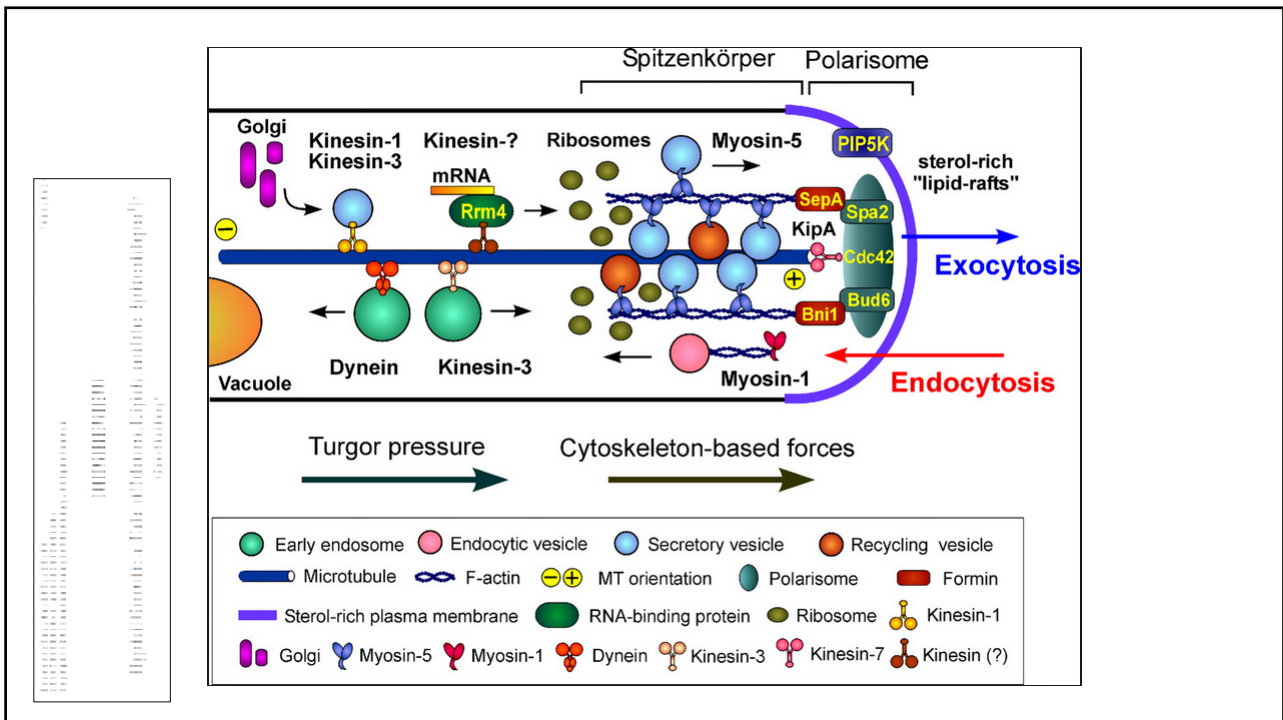 Spitzenkörper Polarisome
Golgi
Kinesin-1
Kinesin-3
Kinesin-?
mRNA
Rrm4
Ribosomes
Myosin-5
PIP5K
sterol-rich
"lipid-rafts"
SepA
Spa2
KipA
Cdc42
Bud6
Bni1
−
+
Exocytosis
Endocytosis
Vacuole
Dynein
Kinesin-3
Myosin-1
Turgor pressure Cytoskeleton-based forces
Early endosome Endocytic vesicle Secretory vesicle Recycling vesicle
Microtubule F-actin − + MT orientation Polarisome Formin
Sterol-rich plasma membrane RNA-binding protein Ribosome Kinesin-1
Golgi Myosin-5 Myosin-1 Dynein Kinesin-3 Kinesin-7 Kinesin (?)